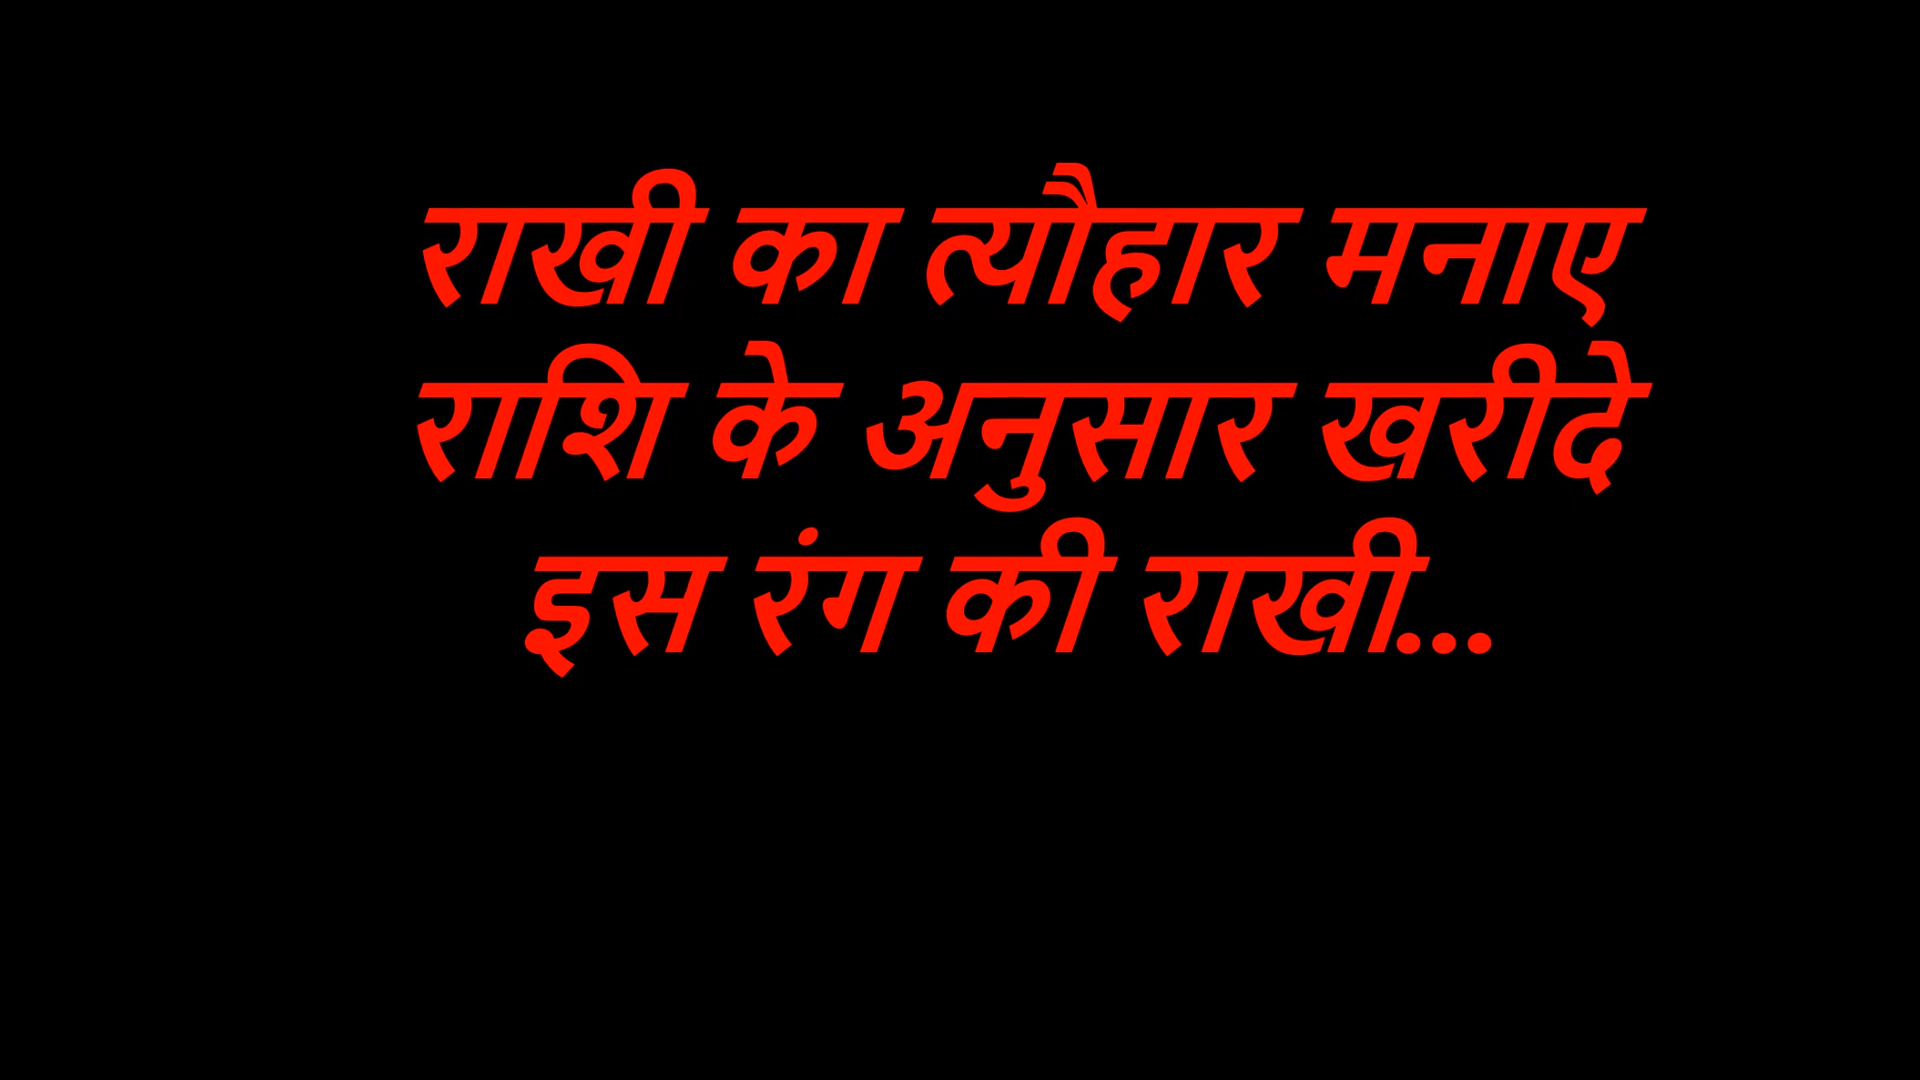 राखी का त्यौहार मनाए
राशि के अनुसार खरीदे
इस रंग की राखी...